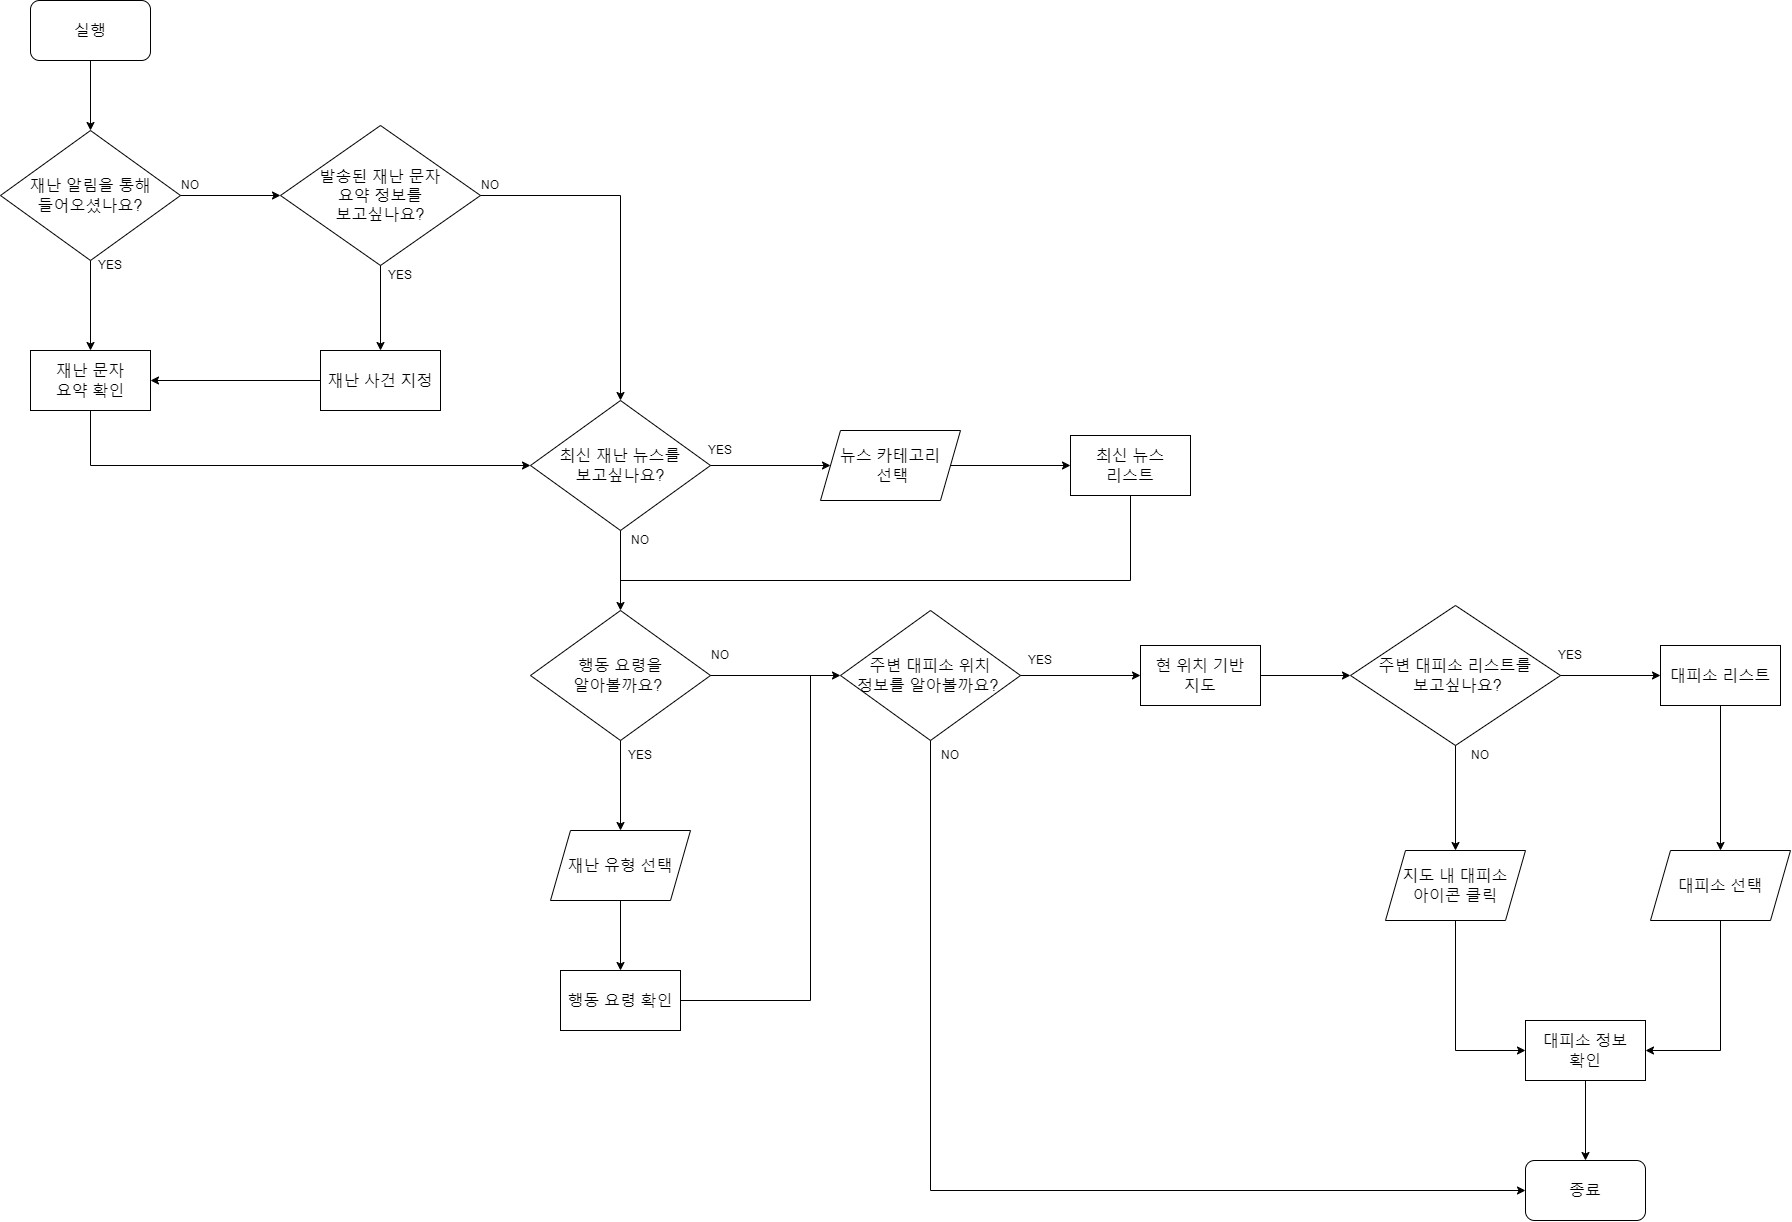 실행
재난 알림을 통해
들어오셨나요?
NO
발송된 재난 문자
요약 정보를
보고싶나요?
NO
YES
YES
재난 문자
요약 확인
재난 사건 지정
최신 재난 뉴스를
보고싶나요?
YES
뉴스 카테고리
선택
최신 뉴스
리스트
NO
행동 요령을
알아볼까요?
NO
주변 대피소 위치
정보를 알아볼까요?
YES
현 위치 기반
지도
주변 대피소 리스트를
보고싶나요?
YES
대피소 리스트
YES
NO
NO
재난 유형 선택
지도 내 대피소
아이콘 클릭
대피소 선택
행동 요령 확인
대피소 정보
확인
종료